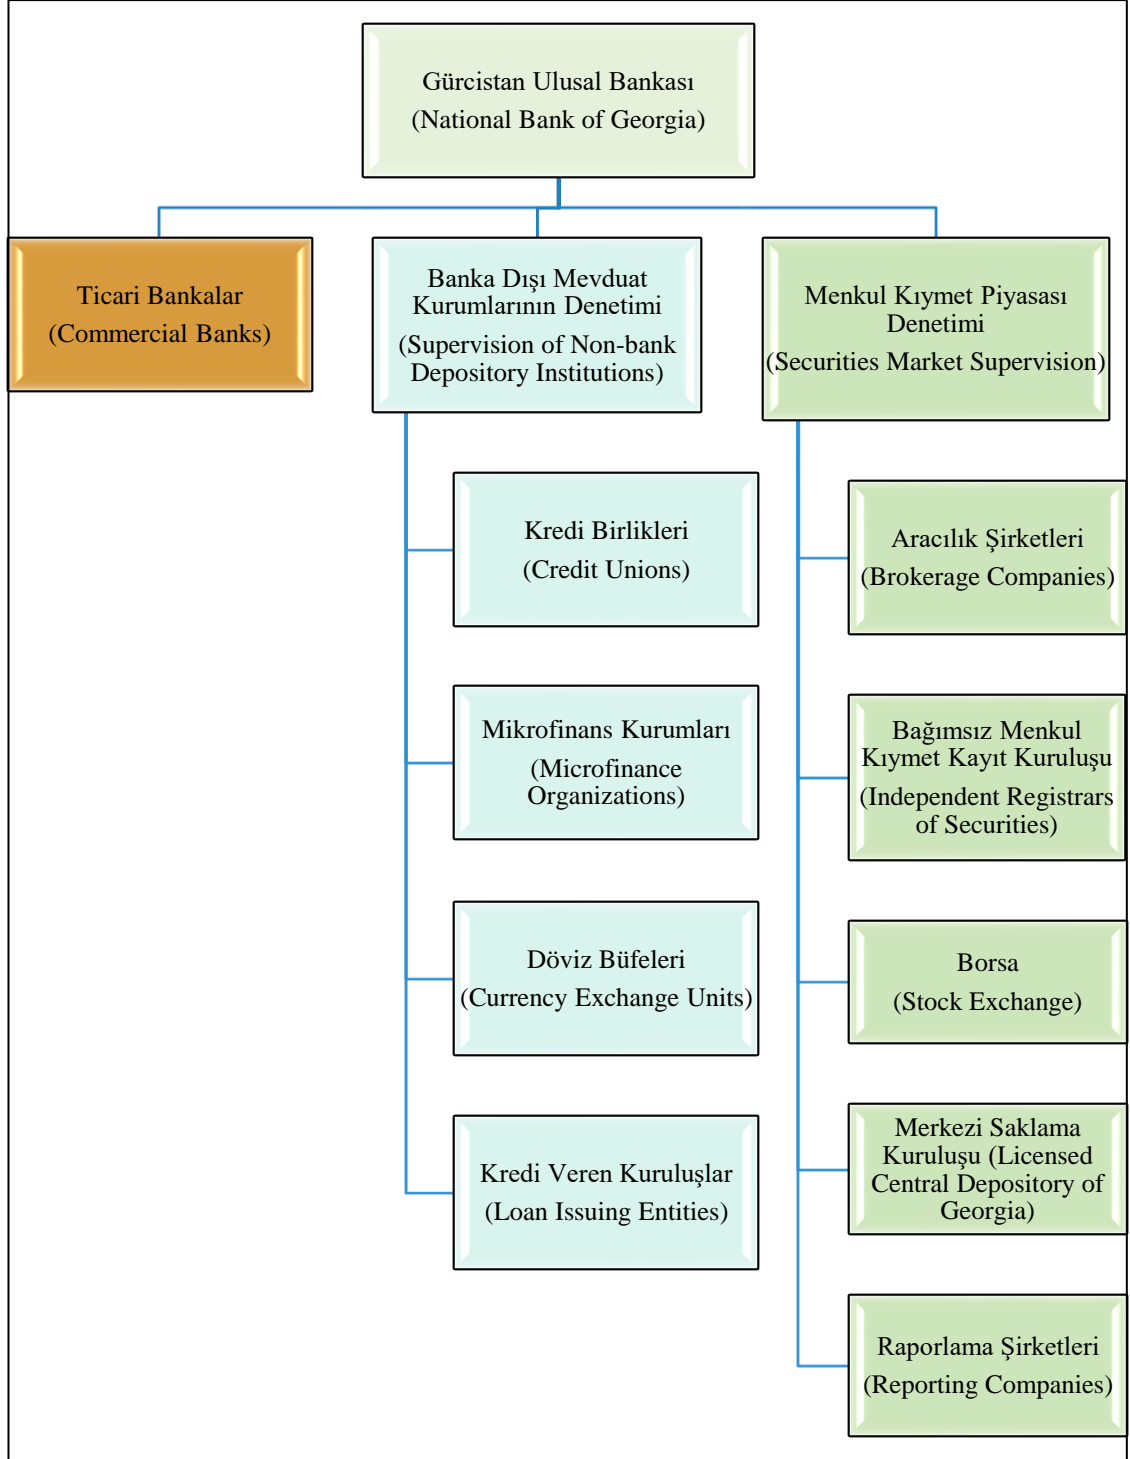 Gürcistan Ulusal Bankası
(National Bank of Georgia)
Ticari Bankalar
(Commercial Banks)
Banka Dışı Mevduat
Kurumlarının Denetimi
(Supervision of Non-bank
Depository Institutions)
Menkul Kıymet Piyasası
Denetimi
(Securities Market Supervision)
Kredi Birlikleri
(Credit Unions)
Mikrofinans Kurumları
(Microfinance
Organizations)
Döviz Büfeleri
(Currency Exchange Units)
Kredi Veren Kuruluşlar
(Loan Issuing Entities)
Aracılık Şirketleri
(Brokerage Companies)
Bağımsız Menkul
Kıymet Kayıt Kuruluşu
(Independent Registrars
of Securities)
Borsa
(Stock Exchange)
Merkezi Saklama
Kuruluşu (Licensed
Central Depository of
Georgia)
Raporlama Şirketleri
(Reporting Companies)